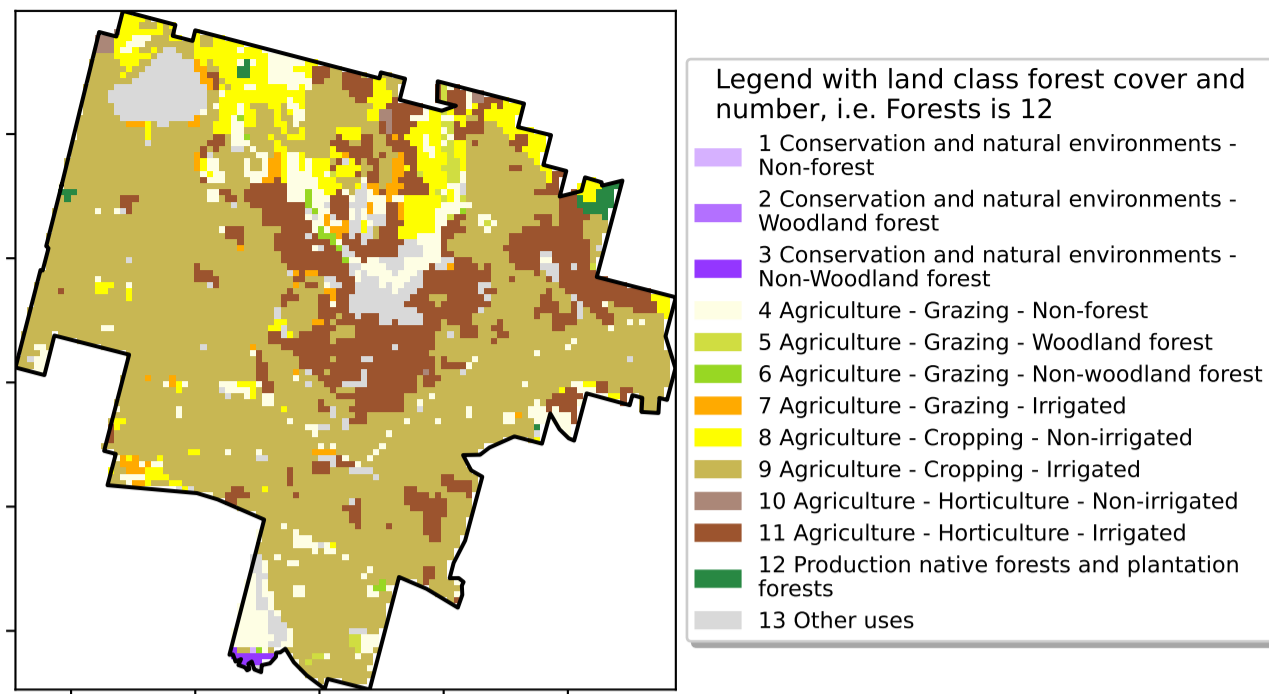 Legend with land class forest cover and
number, i.e. Forests is 12
1 Conservation and natural environments -
Non-forest
2 Conservation and natural environments -
Woodland forest
3 Conservation and natural environments -
Non-Woodland forest
4 Agriculture - Grazing - Non-forest
5 Agriculture - Grazing - Woodland forest
6 Agriculture - Grazing - Non-woodland forest
7 Agriculture - Grazing - Irrigated
8 Agriculture - Cropping - Non-irrigated
9 Agriculture - Cropping - Irrigated
10 Agriculture - Horticulture - Non-irrigated
11 Agriculture - Horticulture - Irrigated
12 Production native forests and plantation
forests
13 Other uses